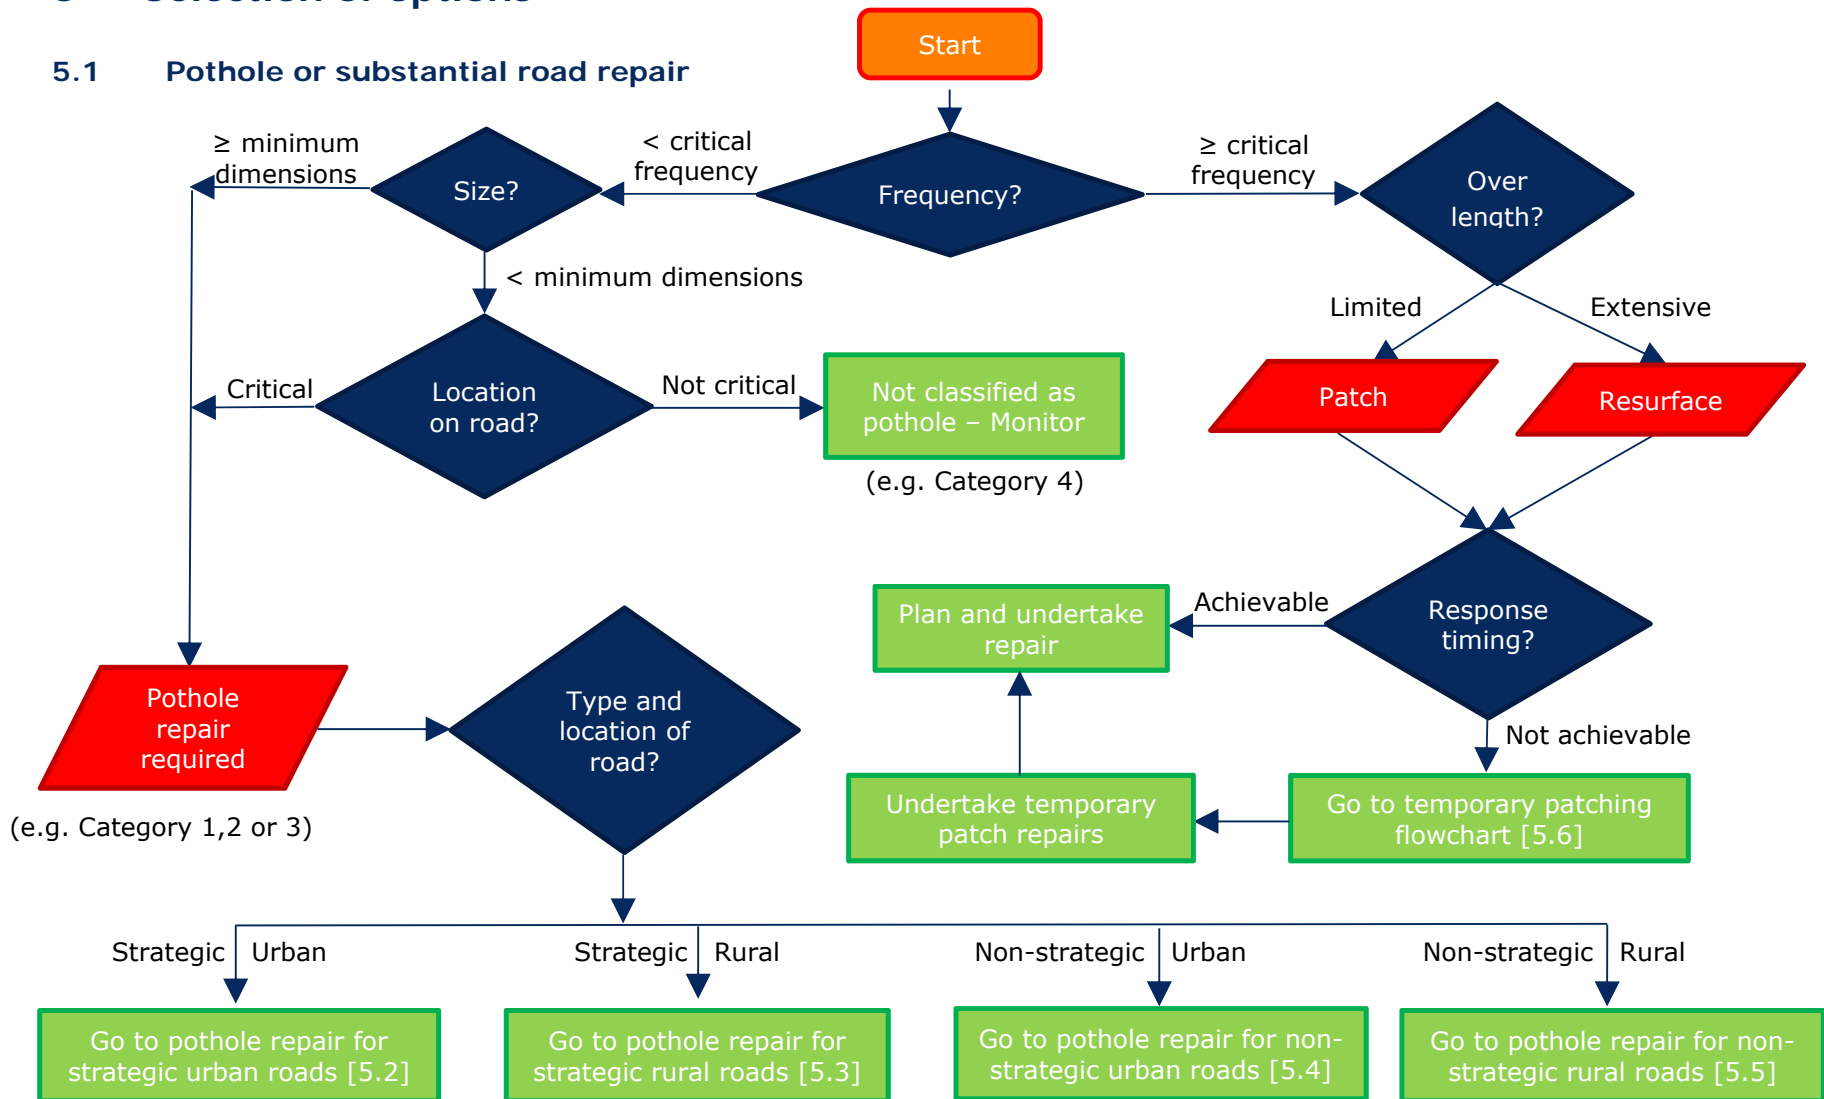 5 Selection of options
5.1 Pothole or substantial road repair
Start
≥ minimum
dimensions
Size?
< critical
frequency
Frequency?
≥ critical
frequency
Over
length?
< minimum dimensions
Limited
Extensive
Critical
Location
on road?
Not critical
Not classified as
pothole – Monitor
(e.g. Category 4)
Patch
Resurface
Plan and undertake
repair
Achievable
Response
timing?
Not achievable
Pothole
repair
required
(e.g. Category 1,2 or 3)
Type and
location of
road?
Undertake temporary
patch repairs
Go to temporary patching
flowchart [5.6]
Strategic Urban
Strategic Rural
Non-strategic Urban
Non-strategic Rural
Go to pothole repair for
strategic urban roads [5.2]
Go to pothole repair for
strategic rural roads [5.3]
Go to pothole repair for non-
strategic urban roads [5.4]
Go to pothole repair for non-
strategic rural roads [5.5]